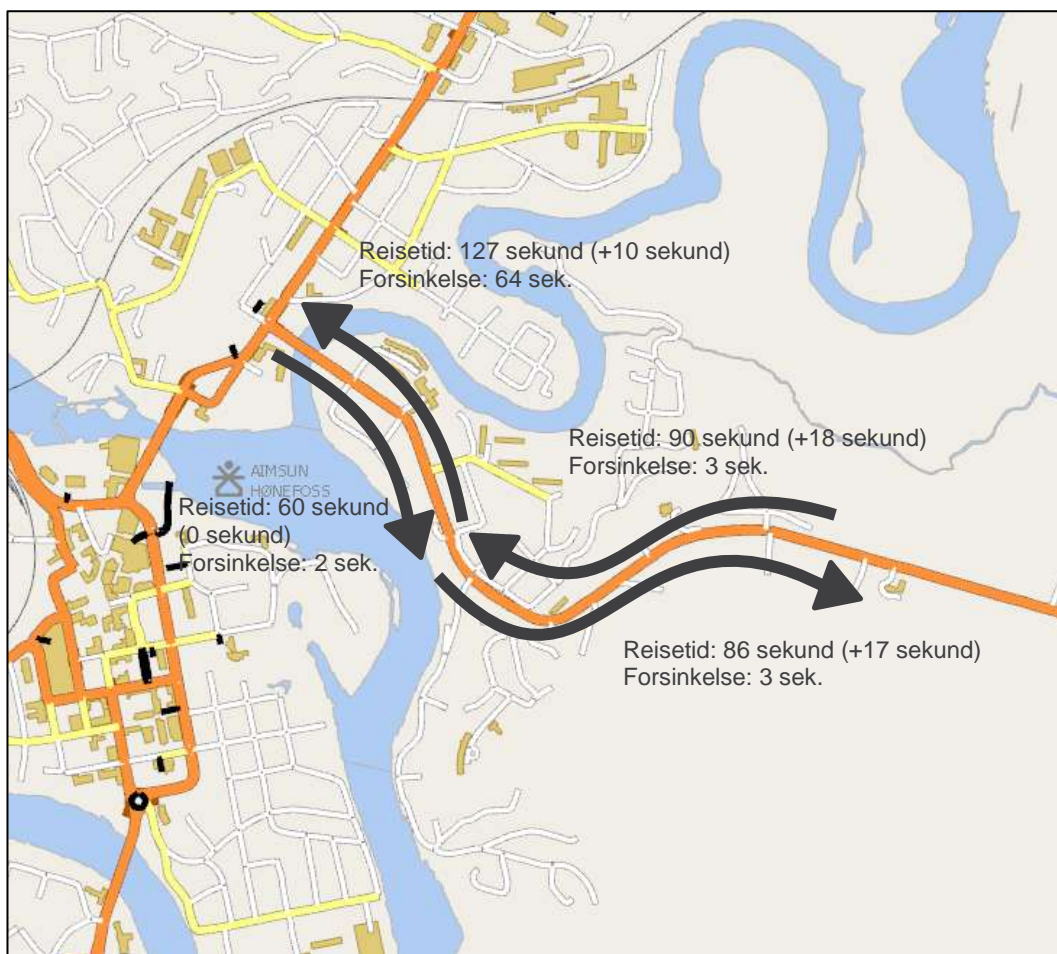 Reisetid: 127 sekund (+10 sekund)
Forsinkelse: 64 sek.
Reisetid: 90 sekund (+18 sekund)
Forsinkelse: 3 sek.
AIMSUN
HØNEFOSS
Reisetid: 60 sekund
(0 sekund)
Forsinkelse: 2 sek.
Reisetid: 86 sekund (+17 sekund)
Forsinkelse: 3 sek.